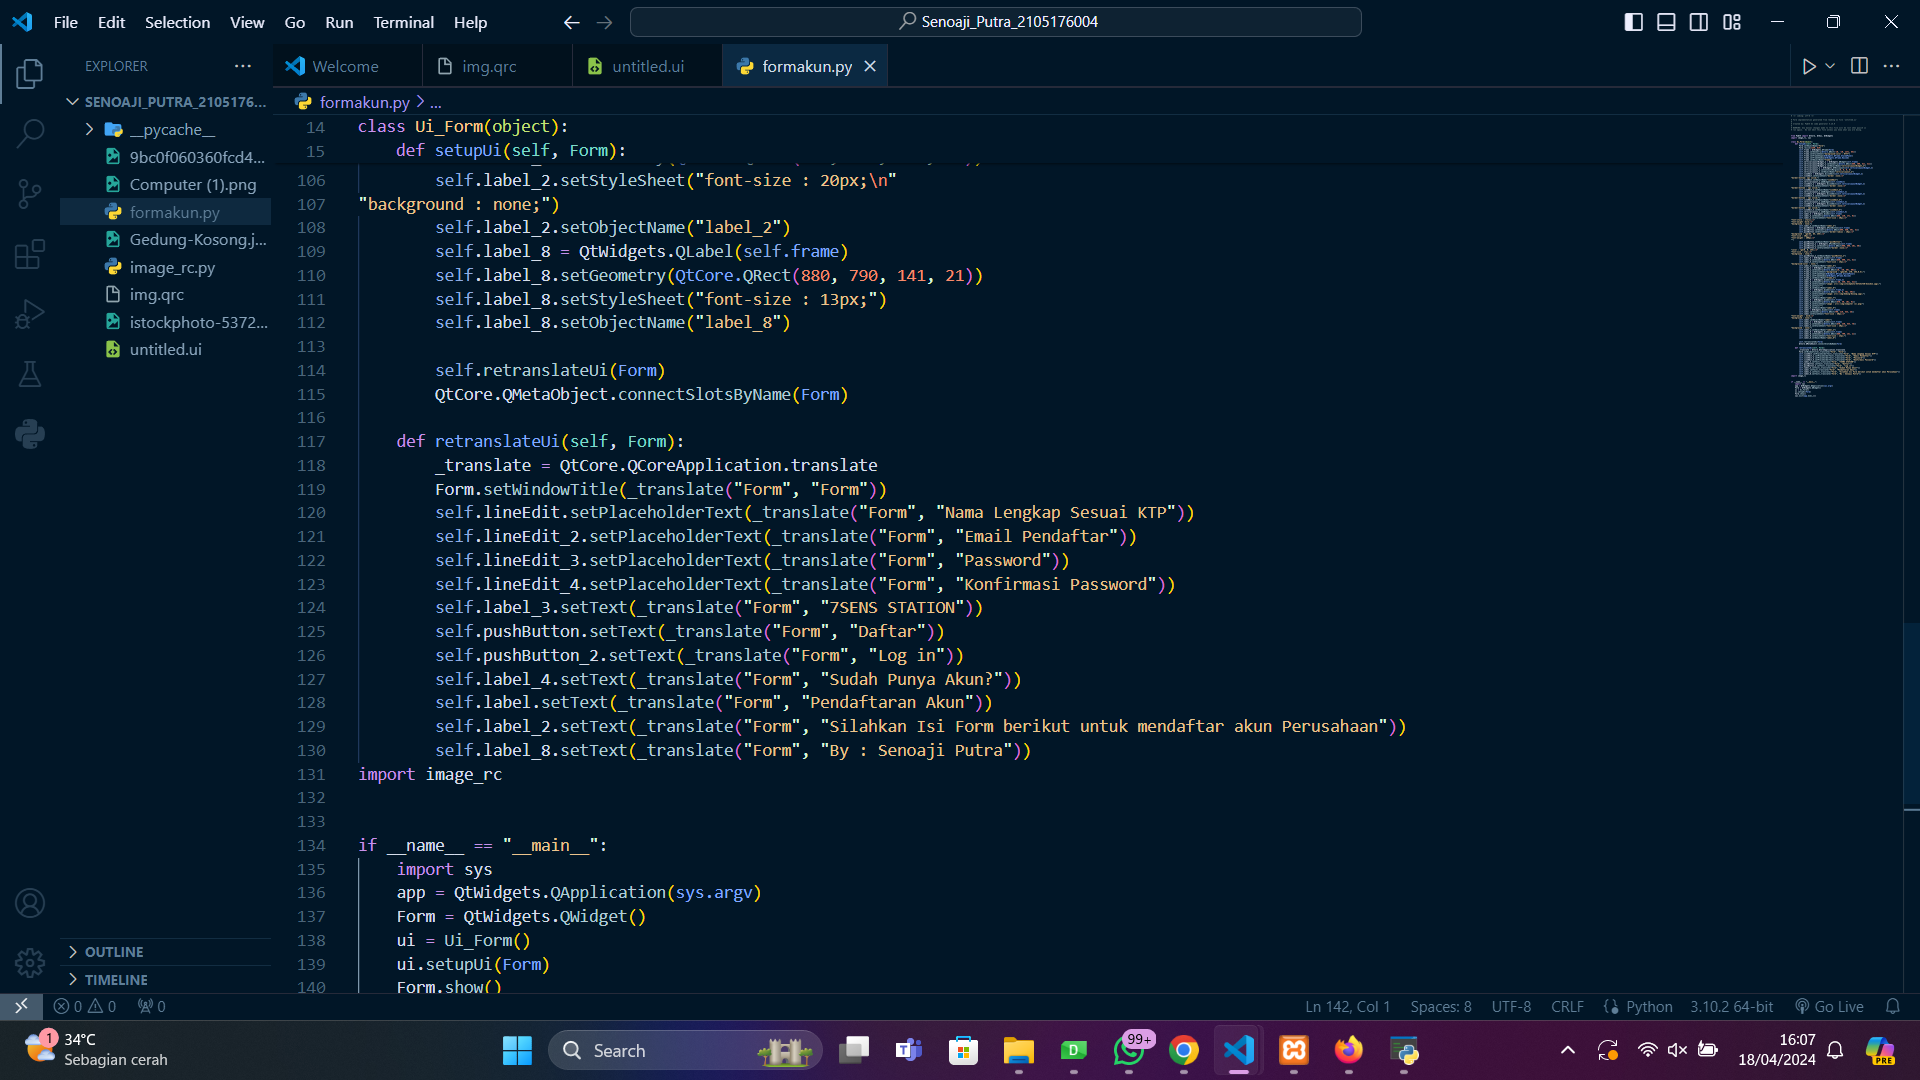 File Edit Selection View Go Run Terminal Help
Senoaji_Putra_2105176004
EXPLORER
Welcome
img.qrc
untitled.ui
formakun.py
SENOAJI_PUTRA_2105176...
__pycache__
9bc0f060360fcd4...
Computer (1).png
formakun.py
Gedung-Kosong.j...
image_rc.py
img.qrc
istockphoto-5372...
untitled.ui
OUTLINE
TIMELINE
formakun.py > ...
14 class Ui_Form(object):
15 def setupUi(self, Form):
106 self.label_2.setStyleSheet("font-size : 20px;\n"
107 "background : none;")
108 self.label_2.setObjectName("label_2")
109 self.label_8 = QtWidgets.QLabel(self.frame)
110 self.label_8.setGeometry(QtCore.QRect(880, 790, 141, 21))
111 self.label_8.setStyleSheet("font-size : 13px;")
112 self.label_8.setObjectName("label_8")
113
114 self.retranslateUi(Form)
115 QtCore.QMetaObject.connectSlotsByName(Form)
116
117 def retranslateUi(self, Form):
118 _translate = QtCore.QCoreApplication.translate
119 Form.setWindowTitle(_translate("Form", "Form"))
120 self.lineEdit.setPlaceholderText(_translate("Form", "Nama Lengkap Sesuai KTP"))
121 self.lineEdit_2.setPlaceholderText(_translate("Form", "Email Pendaftar"))
122 self.lineEdit_3.setPlaceholderText(_translate("Form", "Password"))
123 self.lineEdit_4.setPlaceholderText(_translate("Form", "Konfirmasi Password"))
124 self.label_3.setText(_translate("Form", "7SENS STATION"))
125 self.pushButton.setText(_translate("Form", "Daftar"))
126 self.pushButton_2.setText(_translate("Form", "Log in"))
127 self.label_4.setText(_translate("Form", "Sudah Punya Akun?"))
128 self.label.setText(_translate("Form", "Pendaftaran Akun"))
129 self.label_2.setText(_translate("Form", "Silahkan Isi Form berikut untuk mendaftar akun Perusahaan"))
130 self.label_8.setText(_translate("Form", "By : Senoaji Putra"))
131 import image_rc
132
133
134 if __name__ == "__main__":
135 import sys
136 app = QtWidgets.QApplication(sys.argv)
137 Form = QtWidgets.QWidget()
138 ui = Ui_Form()
139 ui.setupUi(Form)
140 Form.show()
0 0 0
Ln 142, Col 1 Spaces: 8 UTF-8 CRLF Python 3.10.2 64-bit Go Live
1
34°C
Sebagian cerah
Search
99+
16:07
18/04/2024
PRE